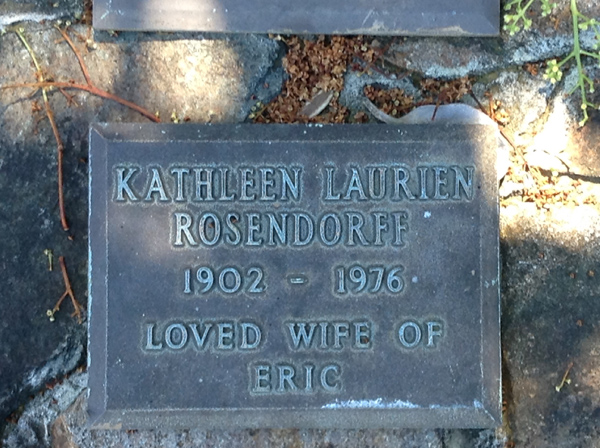 KATHLEEN LAURIEN
ROSENDORFF
1902 - 1976
LOVED WIFE OF
ERIC